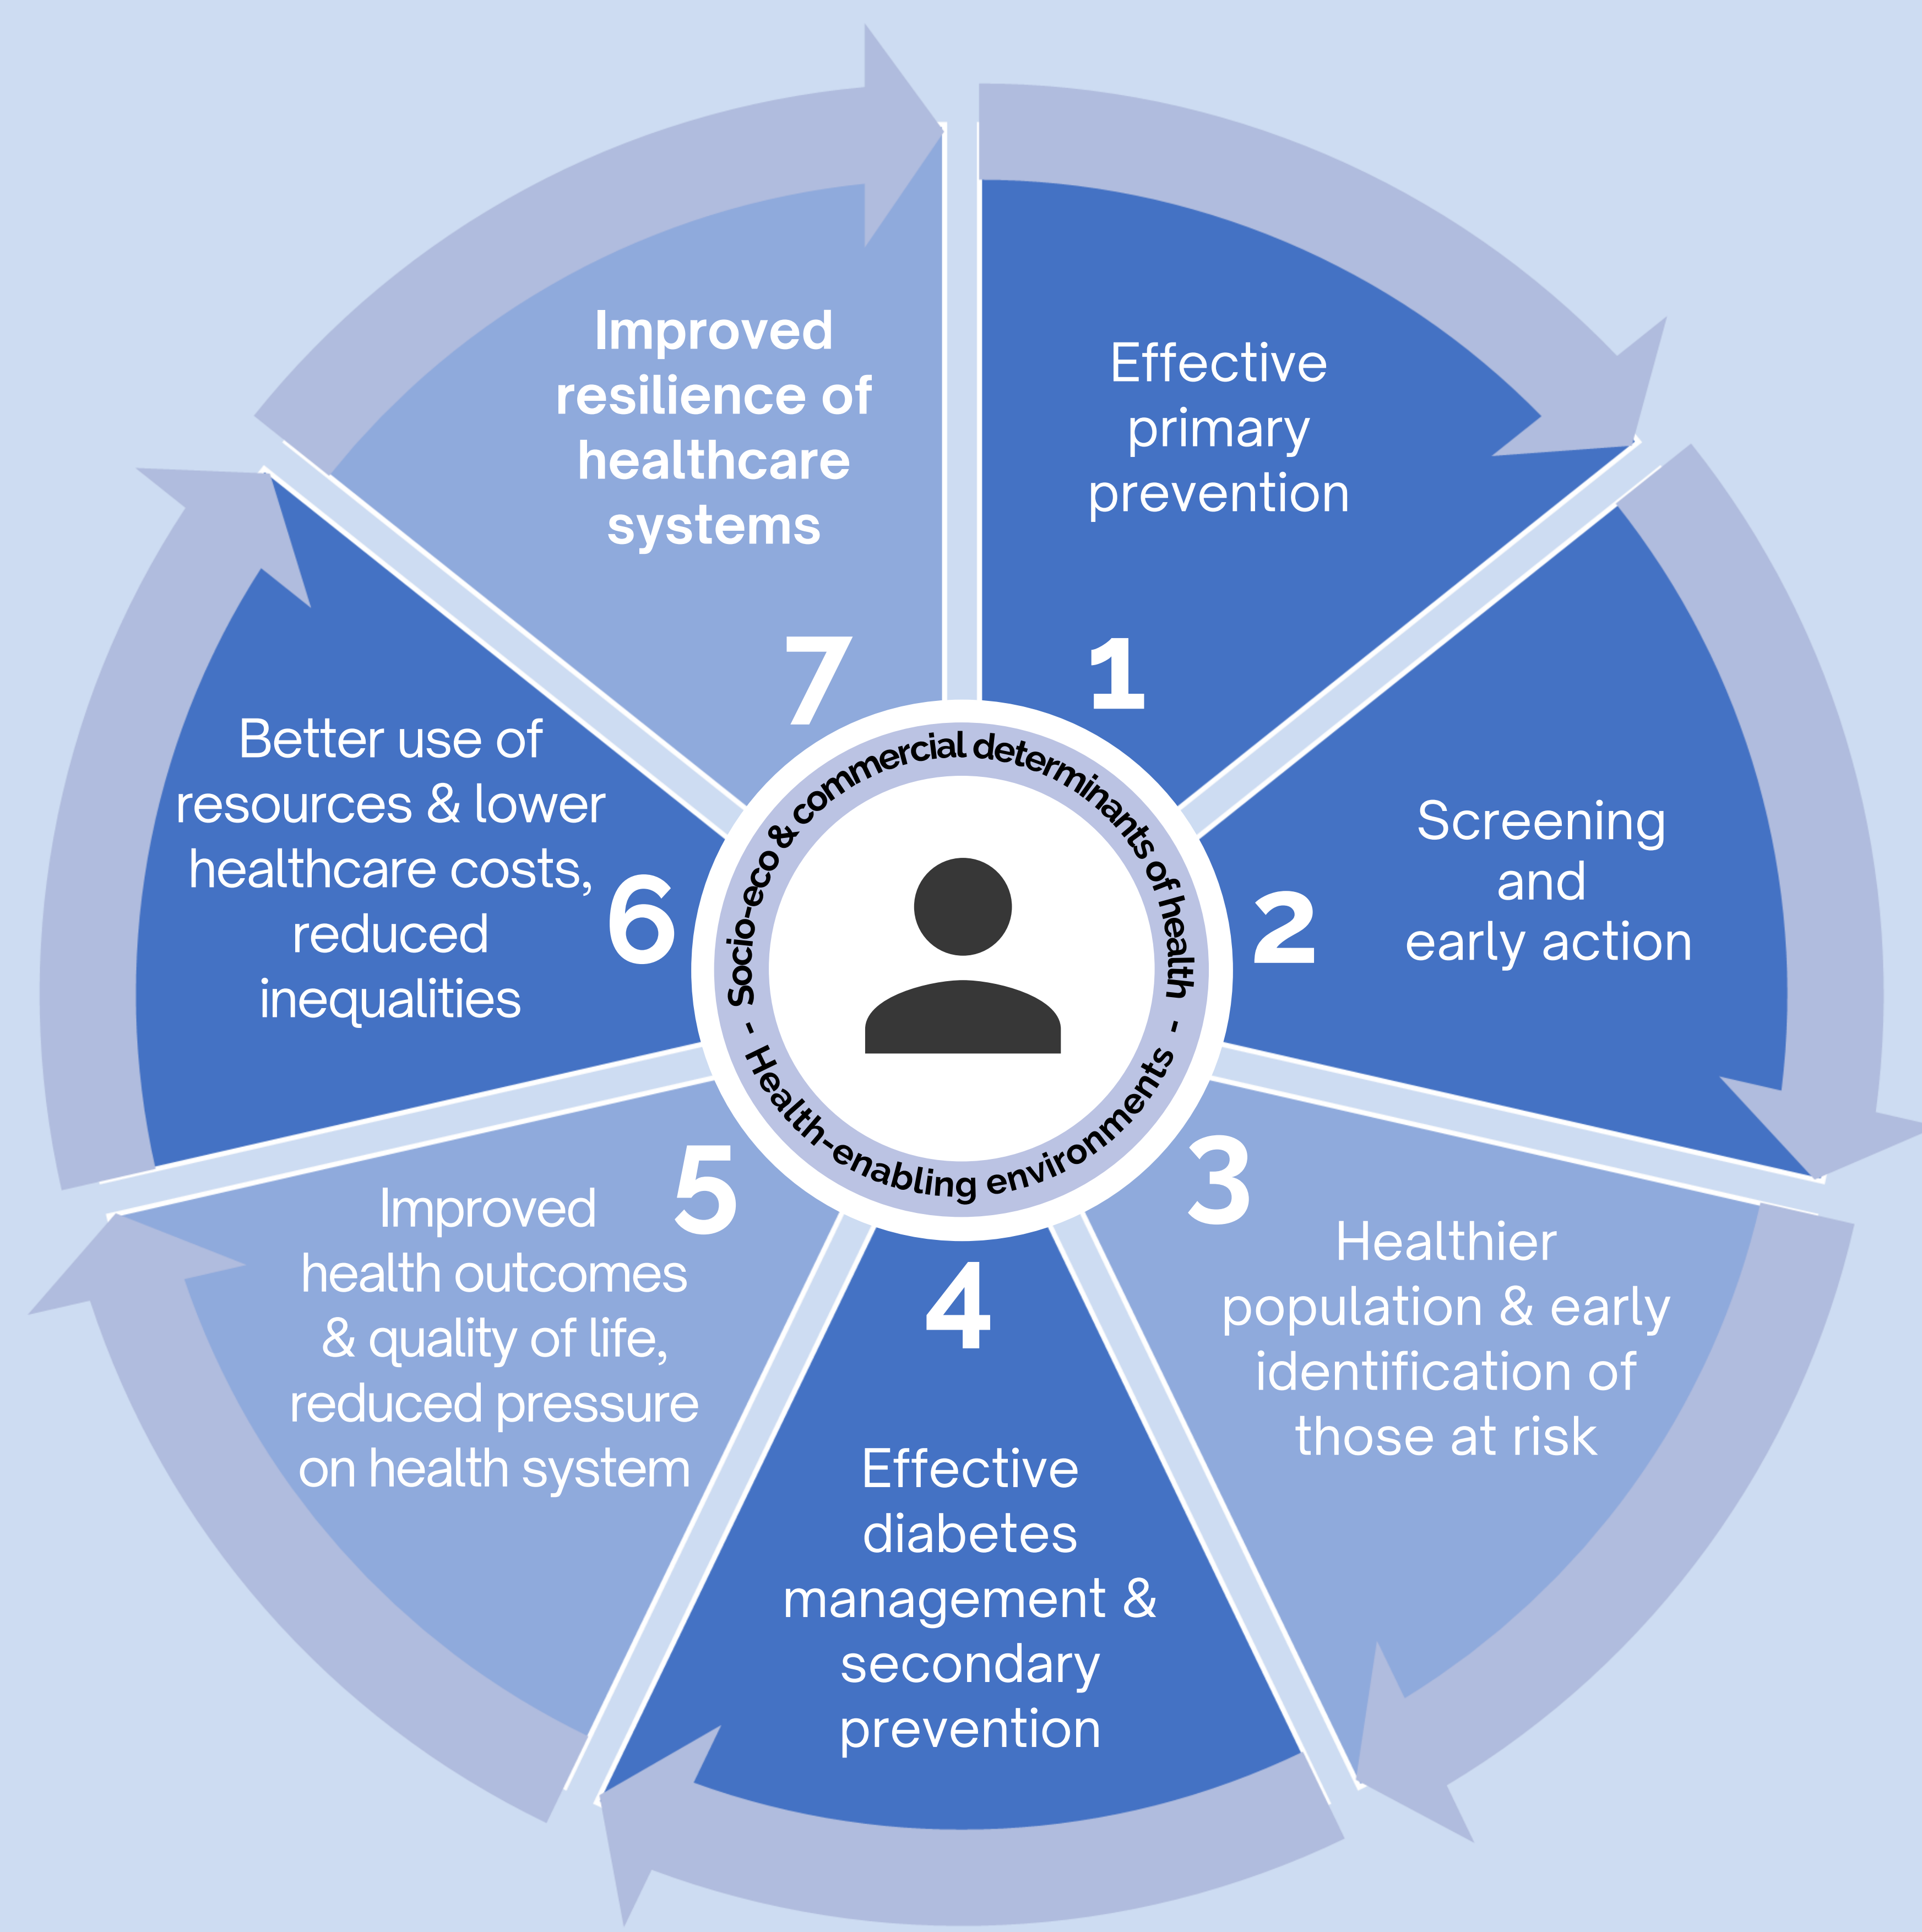 Effective
primary
prevention
1
Screening
and
early action
2
3
Healthier
population & early
identification of
those at risk
4
Effective
diabetes
management &
secondary
prevention
5
Improved
health outcomes
& quality of life,
reduced pressure
on health system
Better use of
resources & lower
healthcare costs,
reduced
inequalities
6
Improved
resilience of
healthcare
systems
7
Socio-eco & commercial determinants of health -
- Health-enabling environments